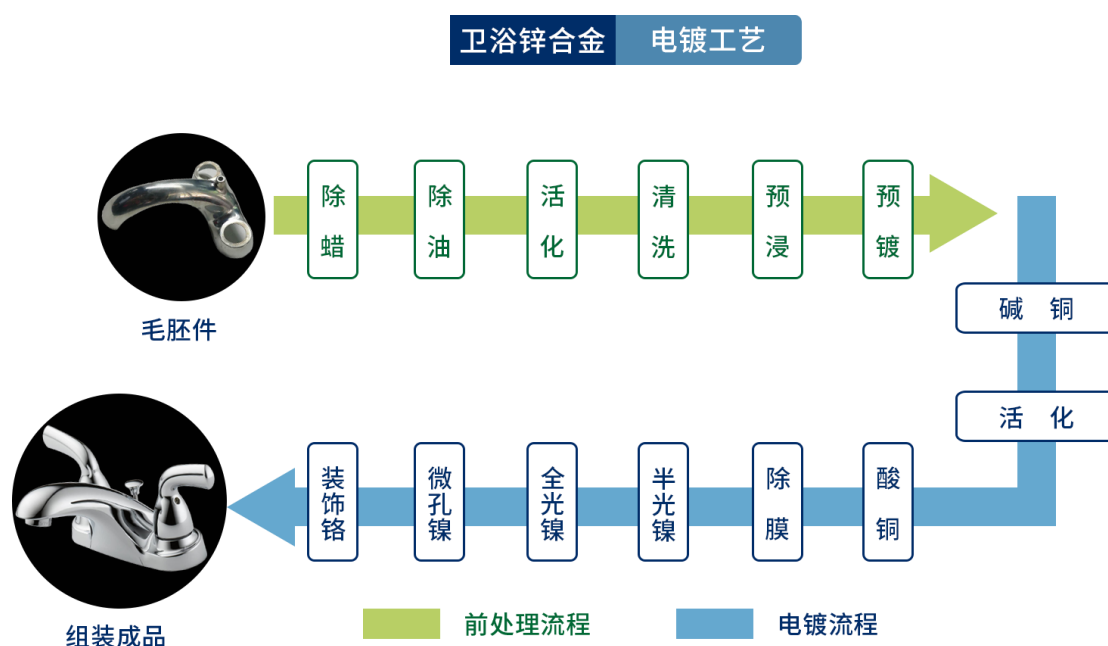 卫浴锌合金 电镀工艺
除蜡
除油
活化
清洗
预浸
预镀
毛胚件
碱铜
活化
酸铜
除膜
半光镍
全光镍
微孔镍
装饰铬
组装成品
前处理流程
电镀流程